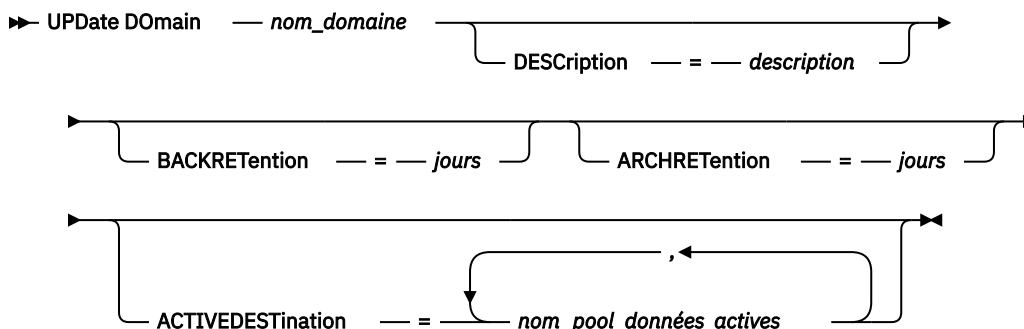 UPDate DOmain nom_domaine
DESCription = description
BACKRETention = jours ARCHRETention = jours
,
ACTIVEDESTination = nom_pool_données_actives